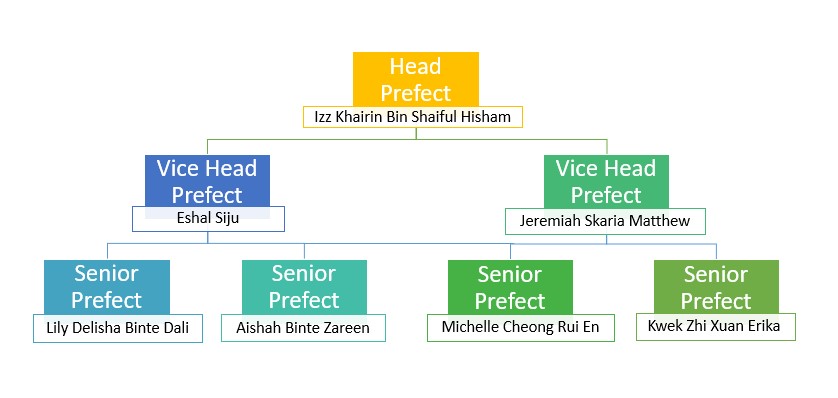 Head
Prefect
Izz Khairin Bin Shaiful Hisham
Vice Head
Prefect
Eshal Siju
Vice Head
Prefect
Jeremiah Skaria Matthew
Senior
Prefect
Lily Delisha Binte Dali
Senior
Prefect
Aishah Binte Zareen
Senior
Prefect
Michelle Cheong Rui En
Senior
Prefect
Kwek Zhi Xuan Erika